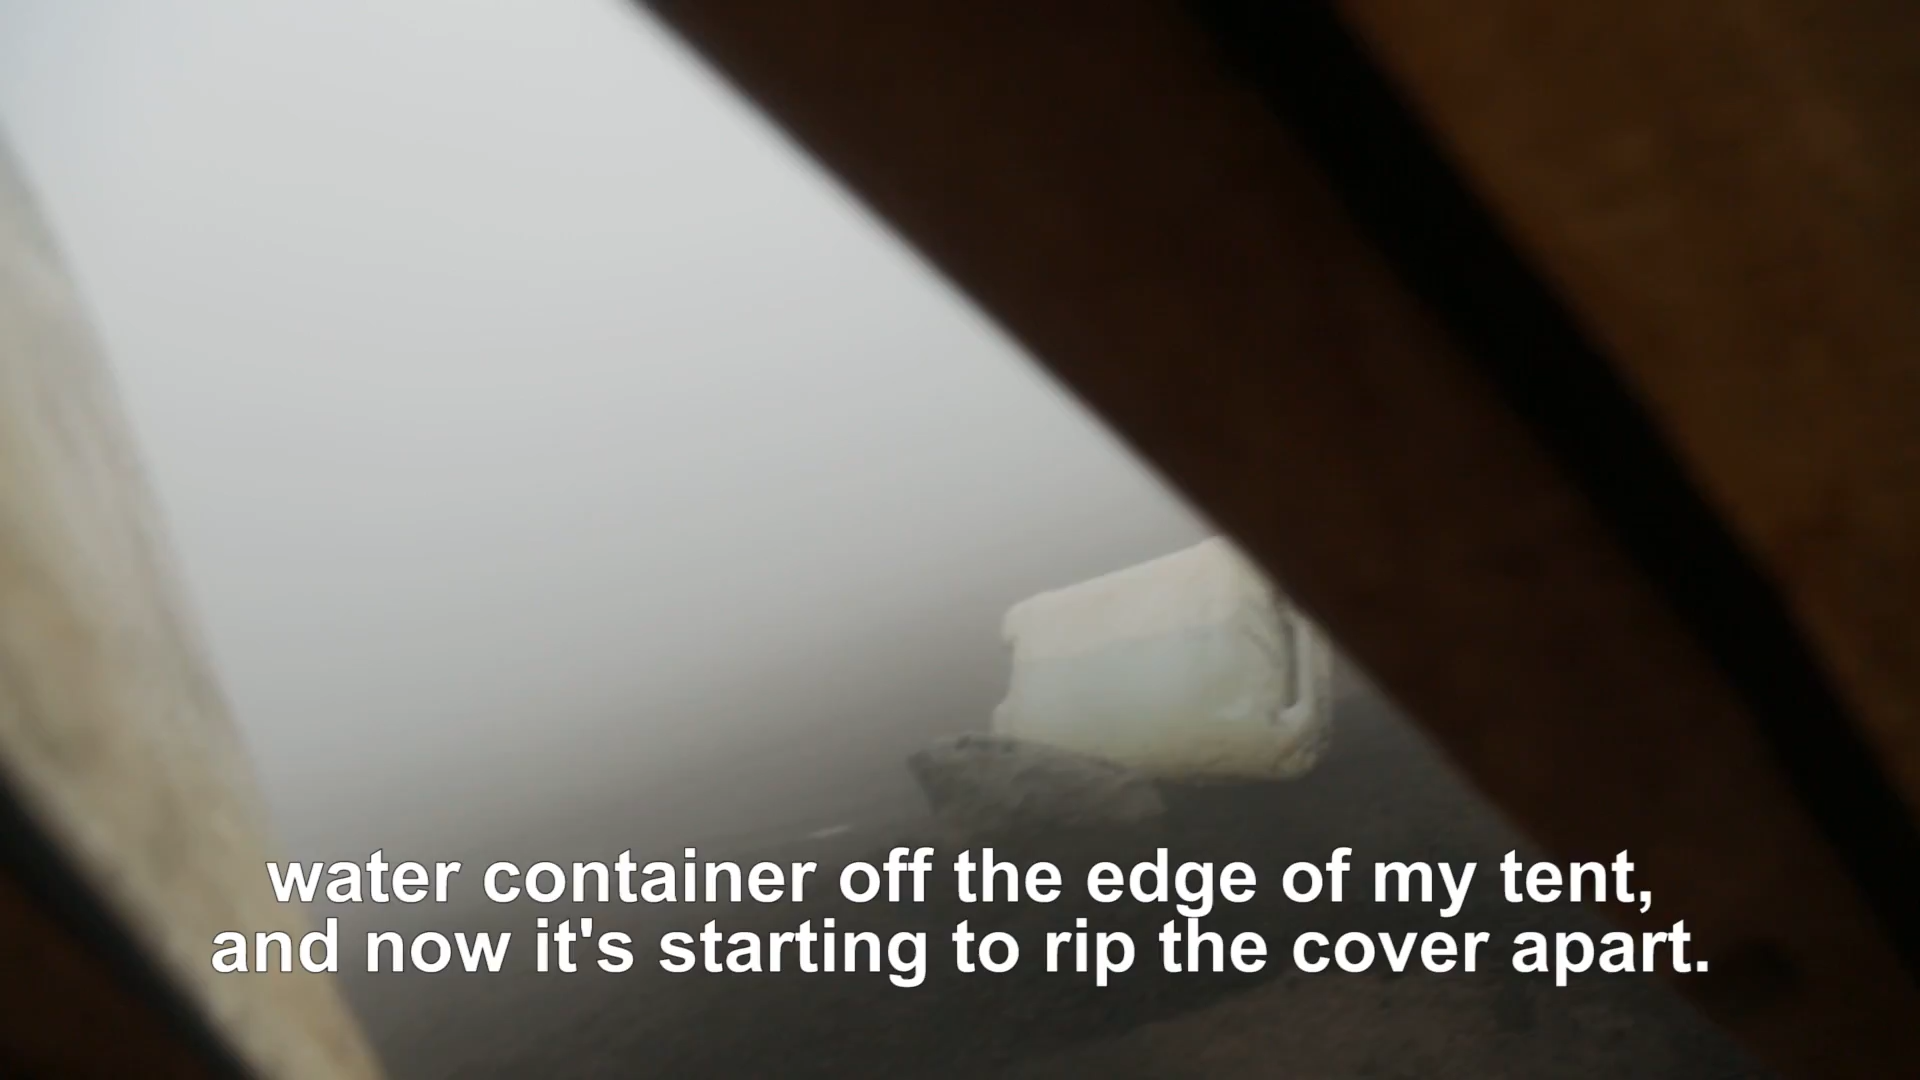 water container off the edge of my tent,
and now it's starting to rip the cover apart.